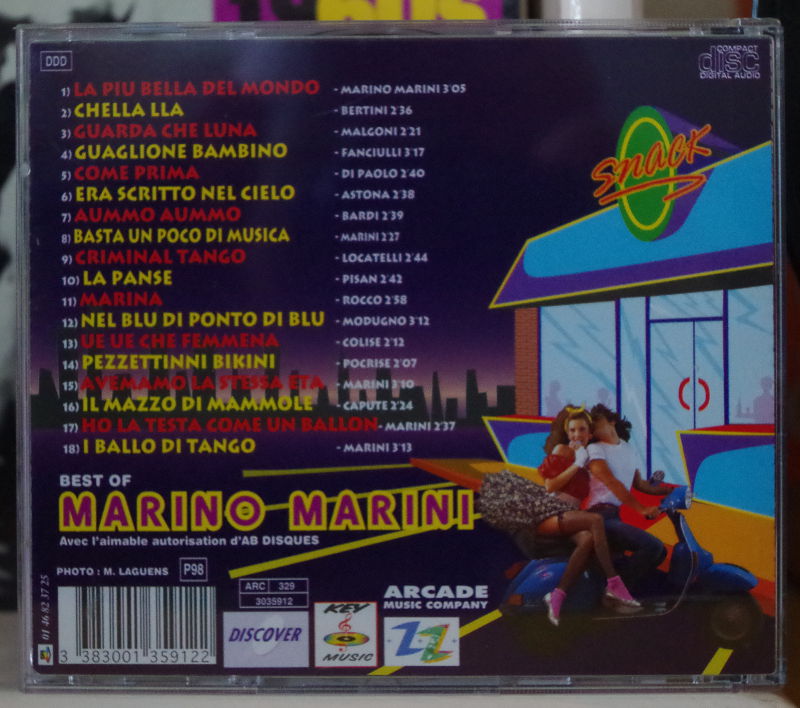 DDD
COMPACT
disc
DIGITAL AUDIO
1) LA PIU BELLA DEL MONDO - MARINO MARINI 3'05
2) CHELLA LLA - BERTINI 2'36
3) GUARDA CHE LUNA - MALGONI 2'21
4) GUAGLIONE BAMBINO - FANCIULLI 3'17
5) COME PRIMA - DI PAOLO 2'40
6) ERA SCRITTO NEL CIELO - ASTONA 2'38
7) AUMMO AUMMO - BARDI 2'39
8) BASTA UN POCO DI MUSICA - MARINI 2'27
9) CRIMINAL TANGO - LOCATELLI 2'44
10) LA PANSE - PISAN 2'42
11) MARINA - ROCCO 2'58
12) NEL BLU DI PONTO DI BLU - MODUGNO 3'12
13) UE UE CHE FEMMENA - COLISE 2'12
14) PEZZETTINNI BIKINI - POCRISE 2'07
15) AVEMAMO LA STESSA ETA - MARINI 3'10
16) IL MAZZO DI MAMMOLE - CAPUTE 2'24
17) HO LA TESTA COME UN BALLON - MARINI 2'37
18) I BALLO DI TANGO - MARINI 3'13
snack
BEST OF
MARINO MARINI
Avec l'aimable autorisation d'AB DISQUES
PHOTO : M. LAGUENS P98
01 46 82 37 25
3 383001 359122
ARC 329
3035912
DISCOVER
KEY
MUSIC
ARCADE
MUSIC COMPANY